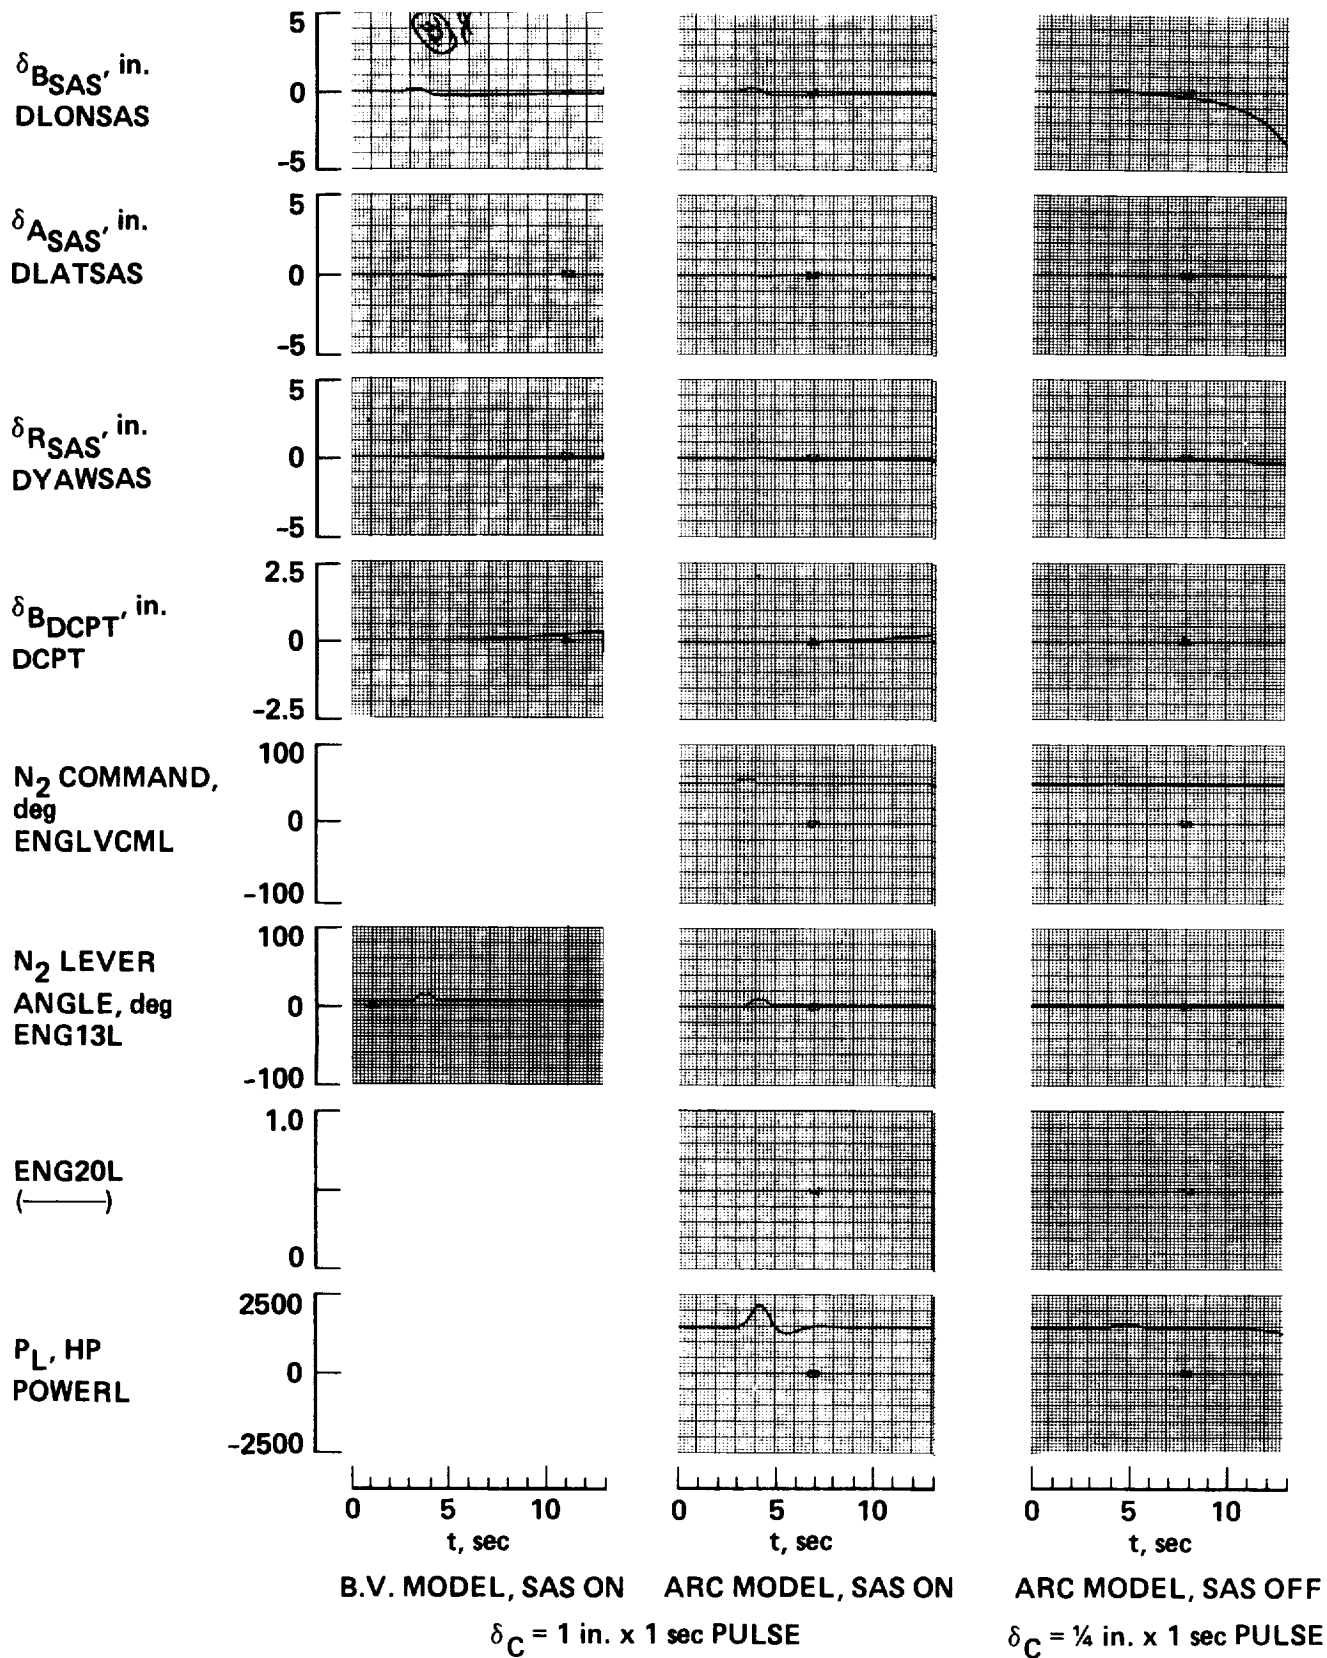 δB_SAS, in.
DLONSAS
5
0
-5
δA_SAS, in.
DLATSAS
5
0
-5
δR_SAS, in.
DYAWSAS
5
0
-5
δB_DCPT, in.
DCPT
2.5
0
-2.5
N2 COMMAND,
deg
ENGLVCML
100
0
-100
N2 LEVER
ANGLE, deg
ENG13L
100
0
-100
ENG20L
(———)
1.0
0
PL, HP
POWERL
2500
0
-2500
0 5 10
t, sec
B.V. MODEL, SAS ON
0 5 10
t, sec
ARC MODEL, SAS ON
δC = 1 in. x 1 sec PULSE
0 5 10
t, sec
ARC MODEL, SAS OFF
δC = ¼ in. x 1 sec PULSE